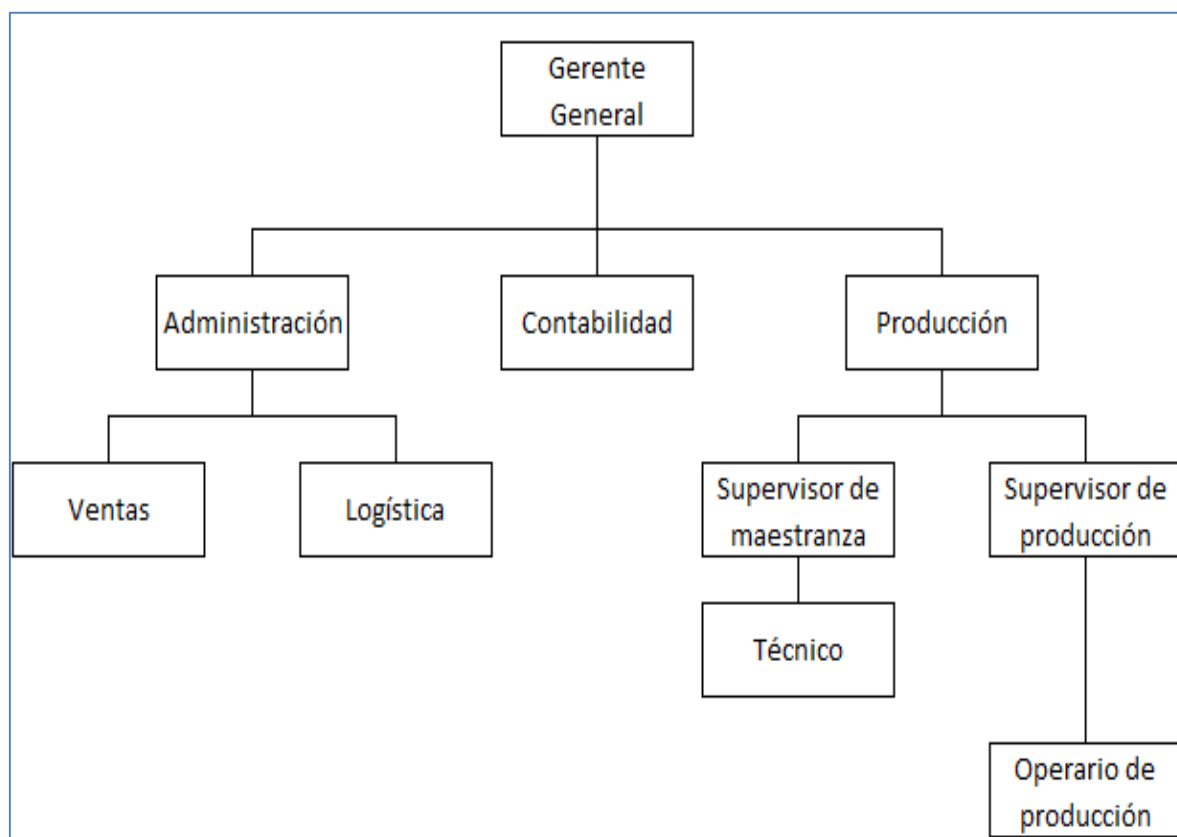 Gerente
General
Administración
Contabilidad
Producción
Ventas
Logística
Supervisor de
maestranza
Supervisor de
producción
Técnico
Operario de
producción